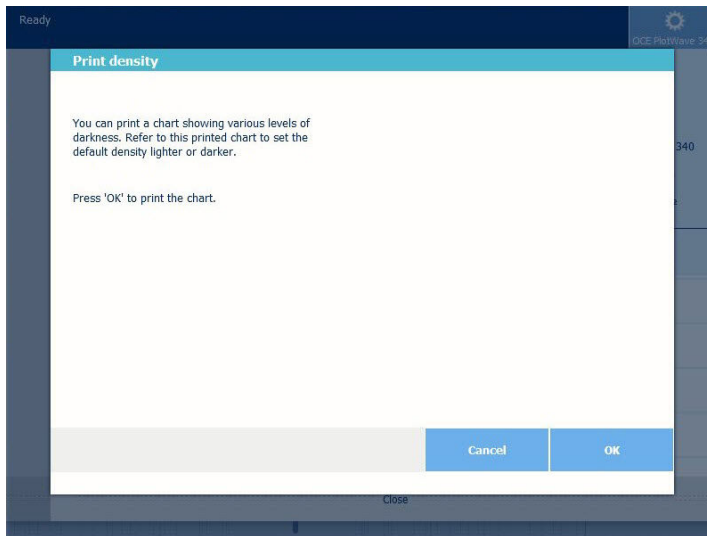 Ready
OCE PlotWave 34
Print density
You can print a chart showing various levels of
darkness. Refer to this printed chart to set the
default density lighter or darker.
340
Press 'OK' to print the chart.
e
Cancel
OK
Close